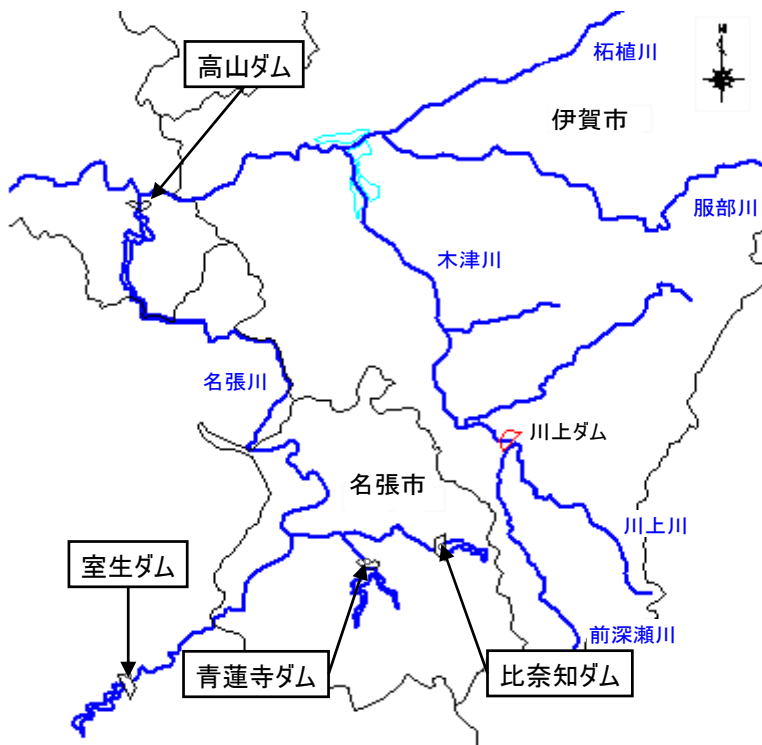 高山ダム
柘植川
伊賀市
N
服部川
木津川
名張川
川上ダム
名張市
川上川
室生ダム
前深瀬川
青蓮寺ダム
比奈知ダム